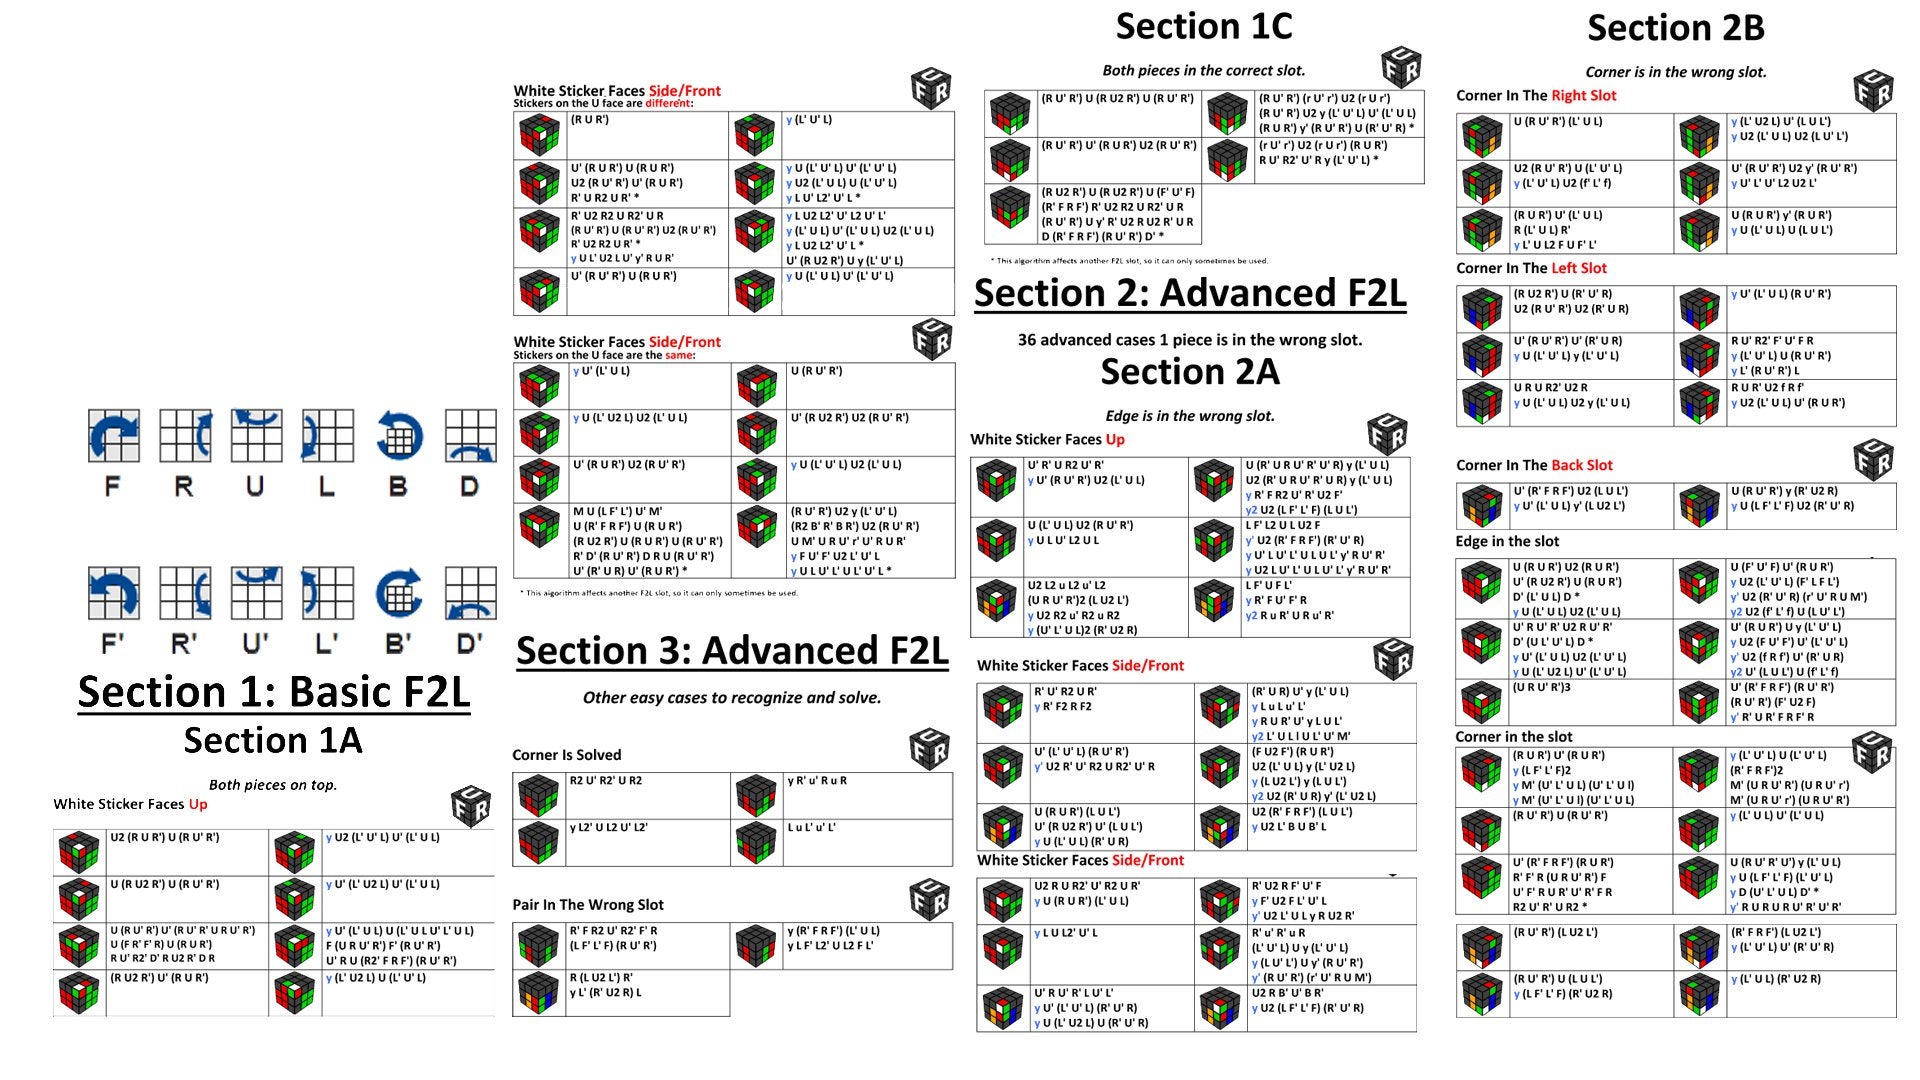 F R U L B D
F' R' U' L' B' D'
Section 1: Basic F2L
Section 1A
Both pieces on top.
White Sticker Faces Up
U F R
U2 (R U R') U (R U' R')
y U2 (L' U' L) U' (L' U L)
U (R U2 R') U (R U' R')
y U' (L' U2 L) U' (L' U L)
U (R U' R') U' (R U' R' U R U' R')
U (F R' F' R) U (R U R')
R U' R2' D' R U2 R' D R
y U' (L' U L) U (L' U L U' L' U L)
F (U R U' R') F' (R U' R')
U' R U (R2' F R F') (R U' R')
(R U2 R') U' (R U R')
y (L' U2 L) U (L' U' L)
White Sticker Faces Side/Front
Stickers on the U face are different:
U F R
(R U R')
y (L' U' L)
U' (R U R') U (R U R')
U2 (R U R') U' (R U R')
R' U R2 U R' *
y U (L' U' L) U' (L' U' L)
y U2 (L' U L) U (L' U' L)
y L U' L2' U' L *
R' U2 R2 U R2' U R
(R U' R') U (R U' R') U2 (R U' R')
R' U2 R2 U R' *
y U L' U2 L U' y' R U R'
y L U2 L2' U' L2 U' L'
y (L' U L) U' (L' U L) U2 (L' U L)
y L U2 L2' U' L *
U' (R U2 R') U y (L' U' L)
U' (R U' R') U (R U R')
y U (L' U L) U' (L' U' L)
White Sticker Faces Side/Front
Stickers on the U face are the same:
U F R
y U' (L' U L)
U (R U' R')
y U (L' U2 L) U2 (L' U L)
U' (R U2 R') U2 (R U' R')
U' (R U R') U2 (R U' R')
y U (L' U' L) U2 (L' U L)
M U (L F' L') U' M'
U (R' F R F') U (R U R')
(R U2 R') U (R U R') U (R U' R')
R' D' (R U' R') D R U (R U' R')
U' (R' U R) U' (R U R') *
(R U' R') U2 y (L' U' L)
(R2 B' R' B R') U2 (R U' R')
U M' U R U' r' U' R U R'
y F U' F' U2 L' U' L
y U L U' L' U L' U' L *
* This algorithm affects another F2L slot, so it can only sometimes be used.
Section 3: Advanced F2L
Other easy cases to recognize and solve.
Corner Is Solved
U F R
R2 U' R2' U R2
y R' u' R u R
y L2' U L2 U' L2'
L u L' u' L'
Pair In The Wrong Slot
U F R
R' F R2 U' R2' F' R
(L F' L' F) (R U' R')
y (R' F R F') (L' U L)
y L F' L2' U' L2 F L'
R (L U2 L') R'
y L' (R' U2 R) L
Section 1C
Both pieces in the correct slot.
U F R
(R U' R') U (R U2 R') U (R U' R')
(R U' R') (r U' r') U2 (r U r')
(R U' R') U2 y (L' U' L) U' (L' U L)
(R U R') y' (R U' R') U (R' U' R) *
(R U' R') U' (R U R') U2 (R U' R')
(r U' r') U2 (r U r') (R U R')
R U' R2' U' R y (L' U' L) *
(R U2 R') U (R U2 R') U (F' U' F)
(R' F R F') R' U2 R2 U R2' U R
(R U' R') U y' R' U2 R U2 R' U R
D (R' F R F') (R U' R') D' *
* This algorithm affects another F2L slot, so it can only sometimes be used.
Section 2: Advanced F2L
36 advanced cases 1 piece is in the wrong slot.
Section 2A
Edge is in the wrong slot.
White Sticker Faces Up
U F R
U' R' U R2 U' R'
y U' (R U' R') U2 (L' U L)
U (R' U R U' R' U' R) y (L' U L)
U2 (R' U R U' R' U R) y (L' U L)
y R' F R2 U' R' U2 F'
y2 U2 (L F' L' F) (L U L')
U (L' U L) U2 (R U' R')
y U L U' L2 U L
L F' L2 U L U2 F
y' U2 (R' F R F') (R' U' R)
y U' L U' L' U L U L' y' R U' R'
y U2 L U' L' U L U' L' y' R U' R'
U2 L2 u L2 u' L2
(U R U' R')2 (L U2 L')
y U2 R2 u' R2 u R2
y (U' L' U L)2 (R' U2 R)
L F' U F L'
y R' F U' F' R
y2 R u R' U R u' R'
White Sticker Faces Side/Front
U F R
R' U' R2 U R'
y R' F2 R F2
(R' U R) U' y (L' U L)
y L u L u' L'
y R U R' U' y L U L'
y2 L' U L l U L' U' M'
U' (L' U' L) (R U' R')
y' U2 R' U' R2 U R2' U' R
(F U2 F') (R U R')
U2 (L' U L) y (L' U2 L)
y (L U2 L') y (L U L')
y2 U2 (R' U R) y' (L' U2 L)
U (R U R') (L U L')
U' (R U2 R') U' (L U L')
y U (L' U L) (R' U R)
U2 (R' F R F') (L U L')
y U2 L' B U B' L
White Sticker Faces Side/Front
U2 R U R2' U' R2 U R'
y U (R U R') (L' U L)
R' U2 R F' U' F
y F' U2 F L' U' L
y' U2 L' U L y R U2 R'
y L U L2' U' L
R' u' R' u R
(L' U' L) U y (L' U' L)
y (L U' L') U y' (R U' R')
y' (R U' R') (r' U' R U M')
U' R U' R' L U' L'
y U' (L' U' L) (R' U' R)
y U (L' U2 L) U (R' U' R)
U2 R B' U' B R'
y U2 (L F' L' F) (R' U' R)
Section 2B
Corner is in the wrong slot.
Corner In The Right Slot
U F R
U (R U' R') (L' U L)
y (L' U2 L) U' (L U L')
y U2 (L' U L) U2 (L U' L')
U2 (R U' R') U (L' U' L)
y (L' U' L) U2 (f' L' f)
U' (R U' R') U2 y' (R U' R')
y U' L' U' L2 U2 L'
(R U R') U' (L' U L)
R (L' U L) R'
y L' U L2 F U F' L'
U (R U R') y' (R U R')
y U (L' U L) U (L U L')
Corner In The Left Slot
(R U2 R') U (R' U' R)
U2 (R U' R') U2 (R' U R)
y U' (L' U L) (R U' R')
U' (R U' R') U' (R' U R)
y U (L' U' L) y (L' U' L)
R U' R2' F' U' F R
y (L' U' L) U (R U' R')
y L' (R U' R') L
U R U R2' U2 R
y U (L' U L) U2 y (L' U L)
R U R' U2 f R f'
y U2 (L' U L) U' (R U R')
Corner In The Back Slot
U F R
U' (R' F R F') U2 (L U L')
y U' (L' U L) y' (L U2 L')
U (R U' R') y (R' U2 R)
y U (L F' L' F) U2 (R' U' R)
Edge in the slot
U (R U' R') U2 (R U R')
U' (R U2 R') U (R U R')
D' (L' U' L) D *
y U (L' U L) U2 (L' U L)
U (F' U' F) U' (R U R')
y U2 (L' U' L) (F' L F L')
y' U2 (R' U' R) (r' U' R U M')
y2 U2 (f' L' f) U (L U' L')
U' R U' R' U2 R U' R'
D' (U L' U' L) D *
y U' (L' U L) U2 (L' U' L)
y U (L' U2 L) U' (L' U' L)
U' (R U R') U y (L' U' L)
y U2 (F U' F') U' (L' U' L)
y' U2 (f R f') U' (R' U R)
y2 U' (L U L') U (f' L' f)
(U R U' R')3
U' (R' F R F') (R U' R')
(R U' R') (F' U2 F)
y' R' U R' F R F' R
Corner in the slot
U F R
(R U R') U' (R U R')
y (L F' L' F)2
y M' (U' L' U L) (U' L' U l)
y M' (U' L' U l) (U' L' U L)
y (L' U' L) U (L' U' L)
(R' F R F')2
M' (U R U' R') (U R U' r')
M' (U R U' r') (U R U' R')
(R U' R') U (R U' R')
y (L' U L) U' (L' U L)
U' (R' F R F') (R U R')
R' F' R (U R U' R') F
U' F' R U R' U' R' F R
R2 U' R' U R2 *
U (R U' R' U') y (L' U L)
y U (L F' L' F) (L' U' L)
y D (U' L' U L) D' *
y' R U R U R U' R' U' R'
(R U' R') (L U2 L')
(R' F R F') (L U2 L')
y (L' U' L) U' (R' U' R)
(R U' R') U (L U L')
y (L F' L' F) (R' U2 R)
y (L' U L) (R' U2 R)